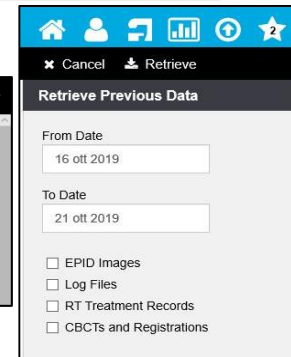 2
Cancel Retrieve
Retrieve Previous Data
From Date
16 ott 2019
To Date
21 ott 2019
EPID Images
Log Files
RT Treatment Records
CBCTs and Registrations